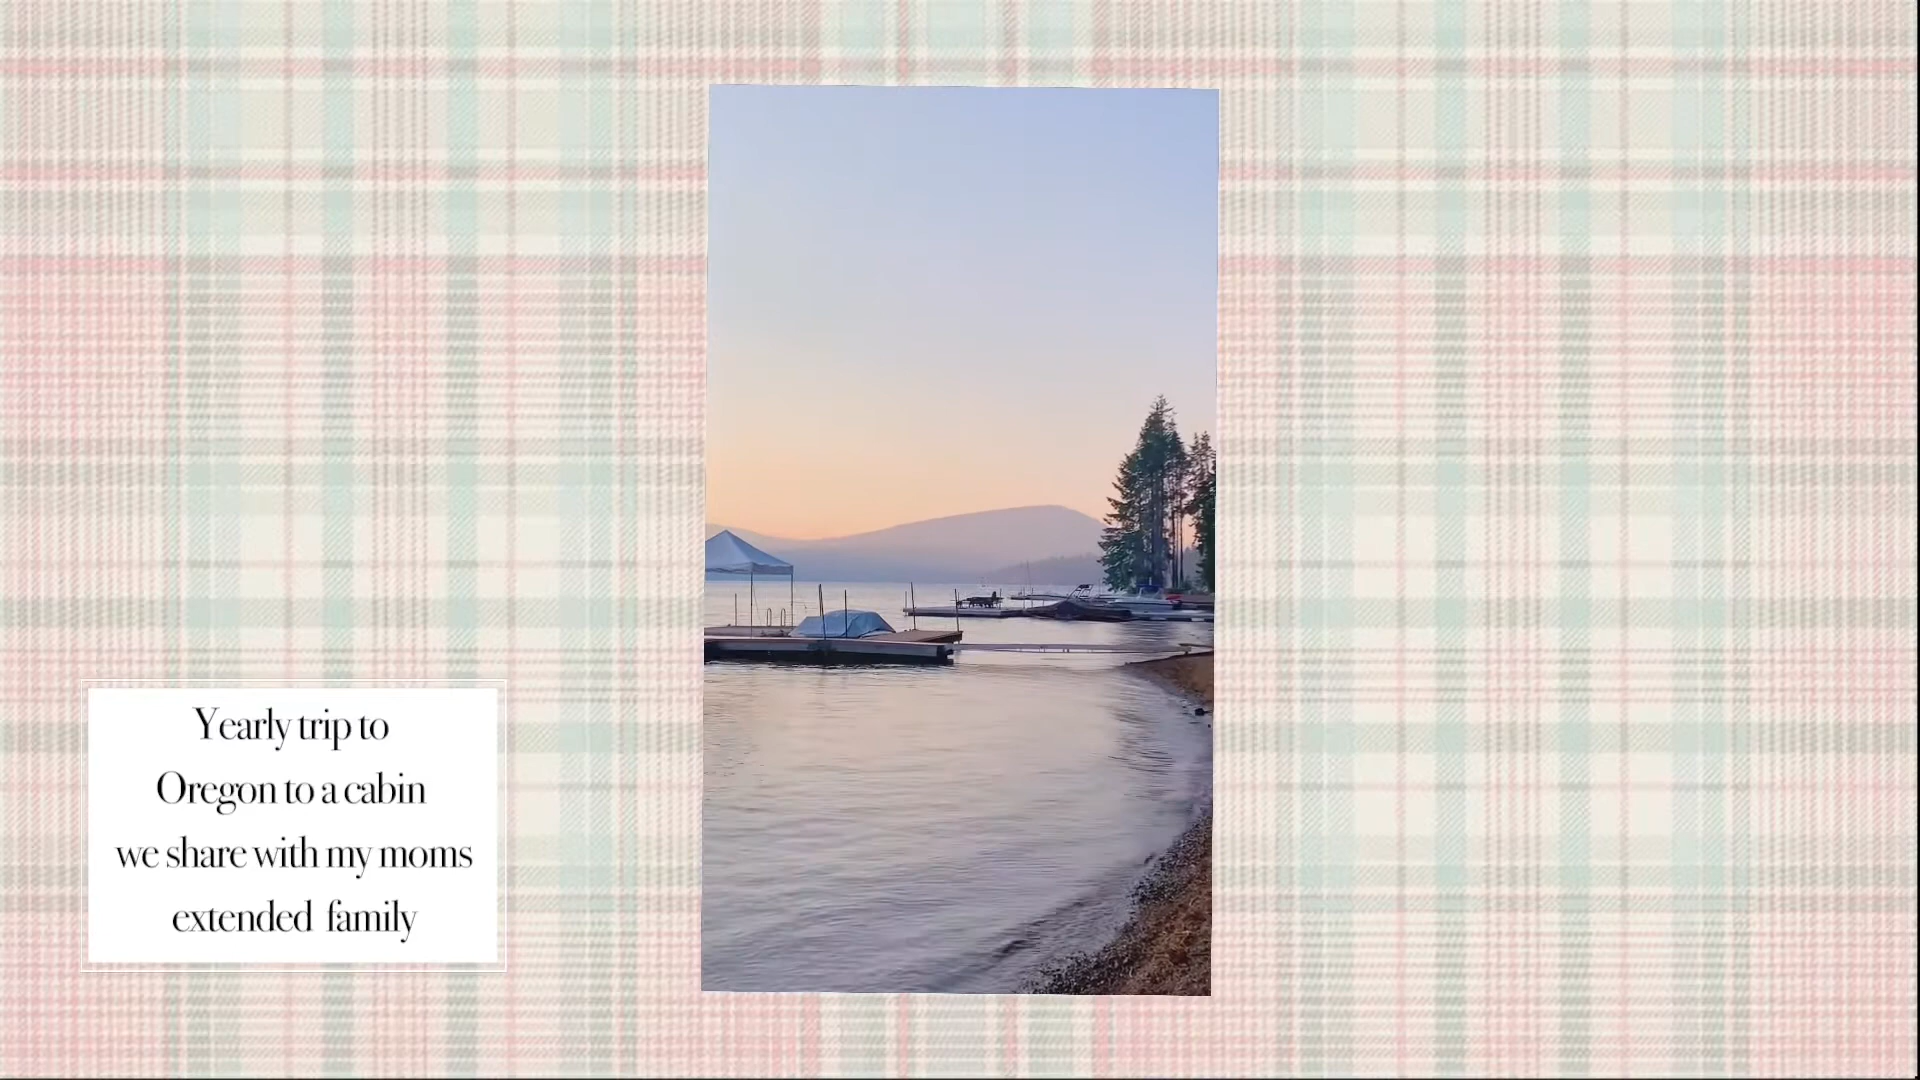 Yearly trip to
Oregon to a cabin
we share with my moms
extended family